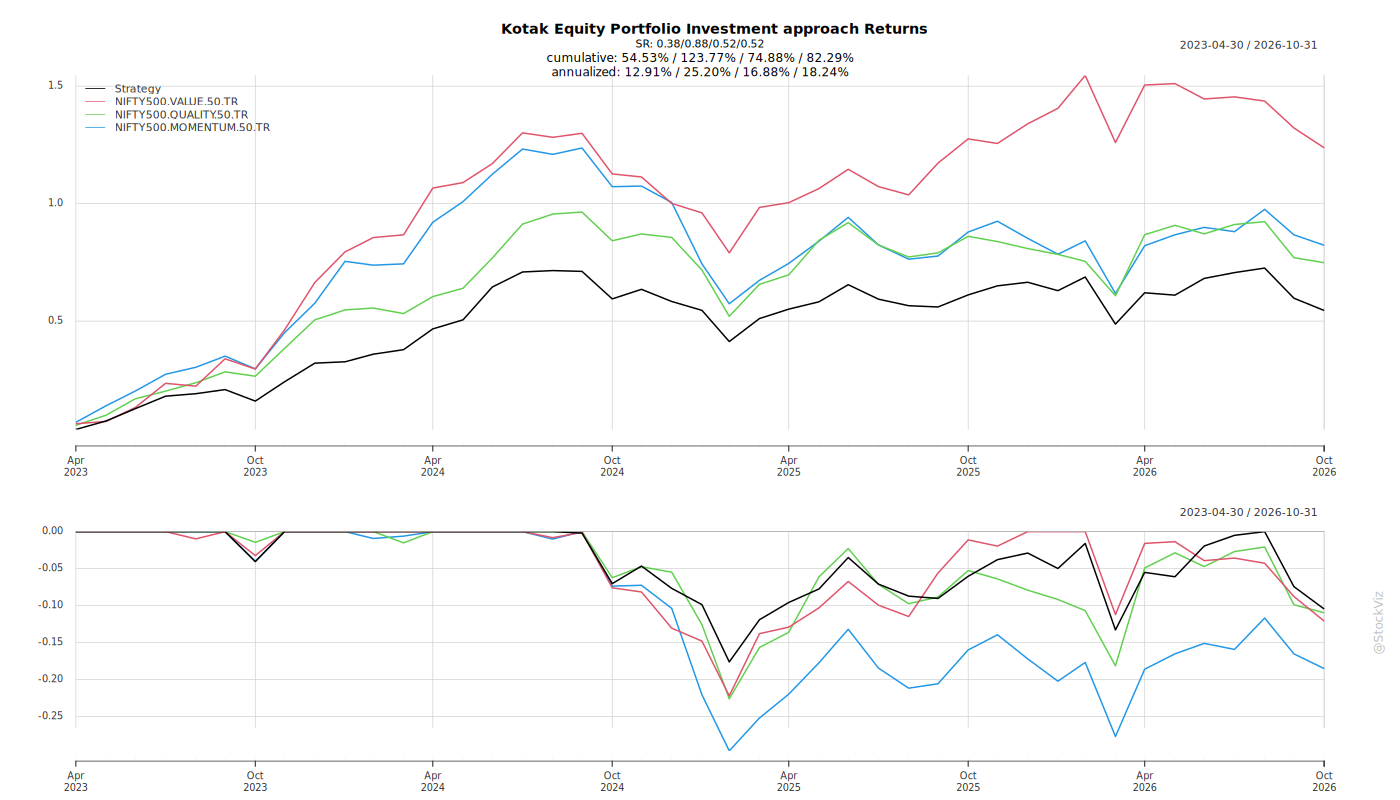 Kotak Equity Portfolio Investment approach Returns
SR: 0.38/0.88/0.52/0.52
cumulative: 54.53% / 123.77% / 74.88% / 82.29%
annualized: 12.91% / 25.20% / 16.88% / 18.24%
2023-04-30 / 2026-10-31
Strategy
NIFTY500.VALUE.50.TR
NIFTY500.QUALITY.50.TR
NIFTY500.MOMENTUM.50.TR
1.5
1.0
0.5
Apr Oct Apr Oct Apr Oct Apr Oct
2023 2023 2024 2024 2025 2025 2026 2026
2023-04-30 / 2026-10-31
0.00
-0.05
-0.10
-0.15
-0.20
-0.25
Apr Oct Apr Oct Apr Oct Apr Oct
2023 2023 2024 2024 2025 2025 2026 2026
@StockViz